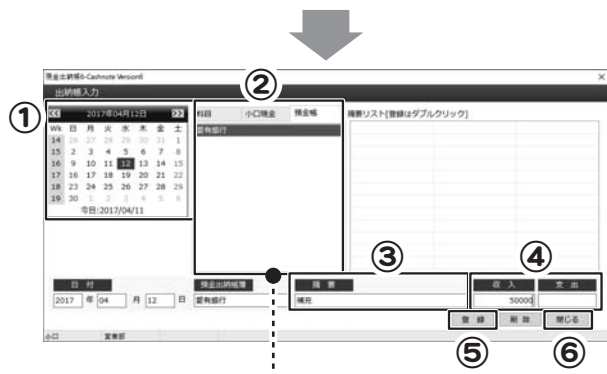 ②
現金出納帳6-Cashnote Version6
×
出納帳入力
①
2017年04月12日
科目 小口現金 預金帳 摘要リスト[登録はダブルクリック]
Wk 日 月 火 水 木 金 土
愛有銀行
14 26 27 28 29 30 31 1
15 2 3 4 5 6 7 8
16 9 10 11 12 13 14 15
17 16 17 18 19 20 21 22
18 23 24 25 26 27 28 29
19 30 1 2 3 4 5 6
今日:2017/04/11
③ ④
日 付 預金出納帳簿 摘 要 収 入 支 出
2017 年 04 月 12 日 愛有銀行 補充 50000
登 録 削 除 閉じる
小口 営業部
⑤ ⑥